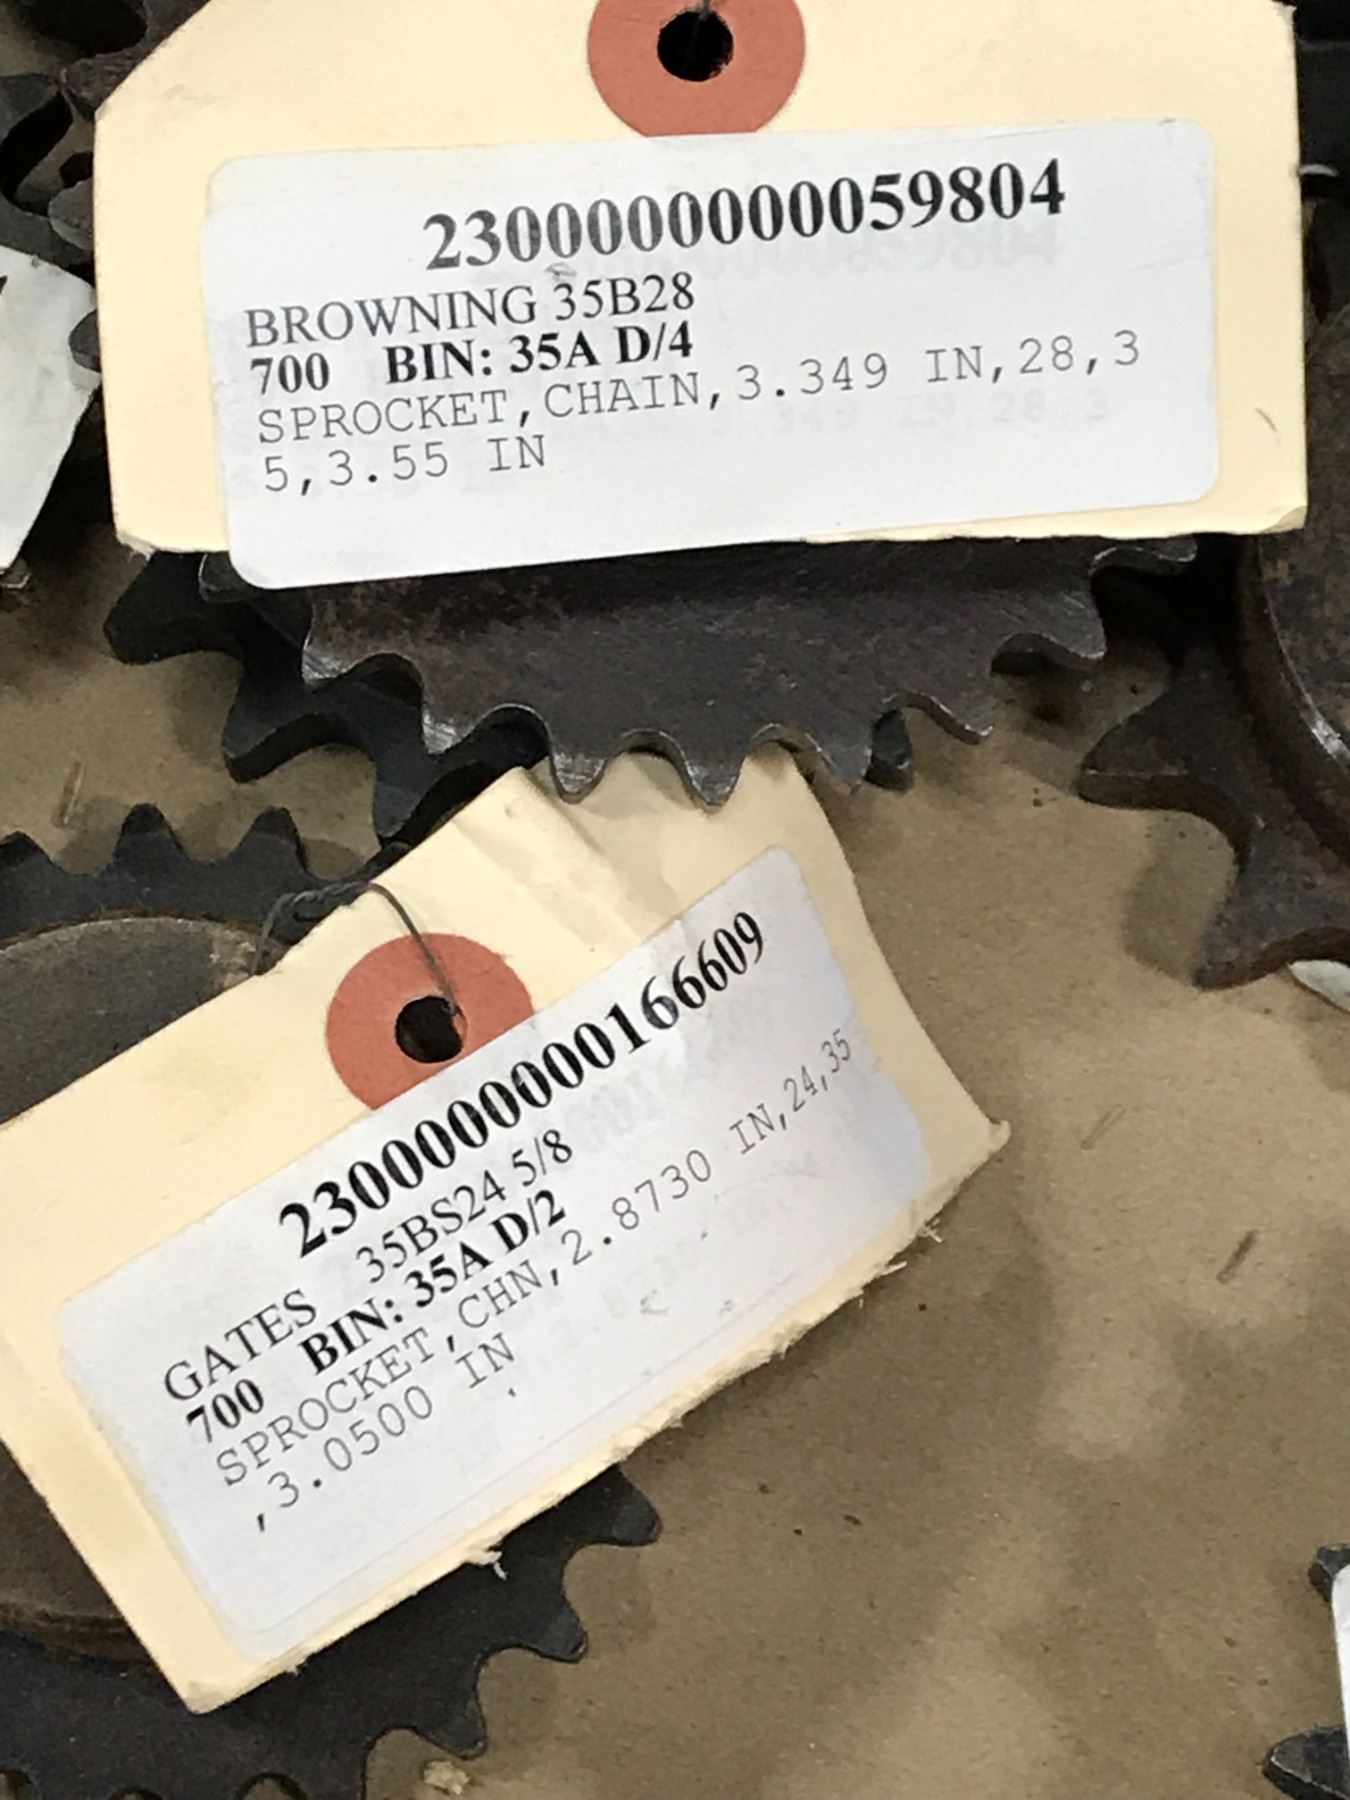 2300000000059804
BROWNING 35B28
700 BIN: 35A D/4
SPROCKET,CHAIN,3.349 IN,28,3
5,3.55 IN
2300000000166609
GATES 35BS24 5/8
700 BIN: 35A D/2
SPROCKET,CHN,2.8730 IN,24,35
,3.0500 IN